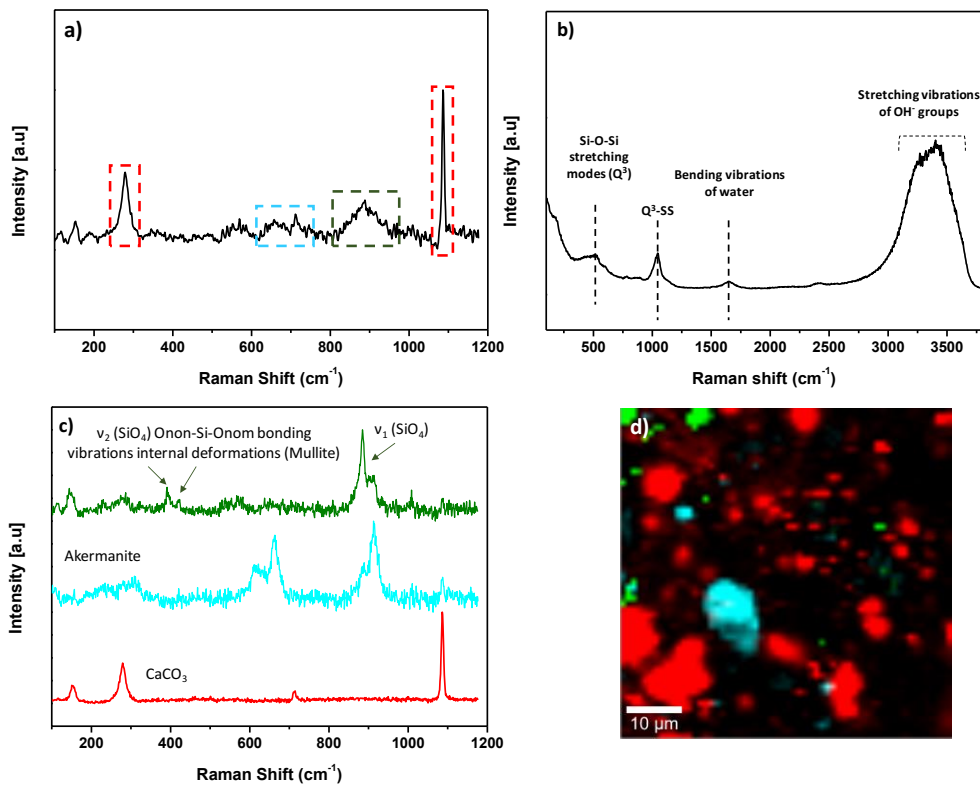 a)
Intensity [a.u]
200 400 600 800 1000 1200
Raman Shift (cm⁻¹)
b)
Intensity [a.u]
Si-O-Si
stretching
modes (Q³)
Q³-SS
Bending vibrations
of water
Stretching vibrations
of OH⁻ groups
500 1000 1500 2000 2500 3000 3500
Raman shift (cm⁻¹)
c)
Intensity [a.u]
ν₂ (SiO₄) Onon-Si-Onom bonding
vibrations internal deformations (Mullite)
ν₁ (SiO₄)
Akermanite
CaCO₃
200 400 600 800 1000 1200
Raman Shift (cm⁻¹)
d)
10 µm